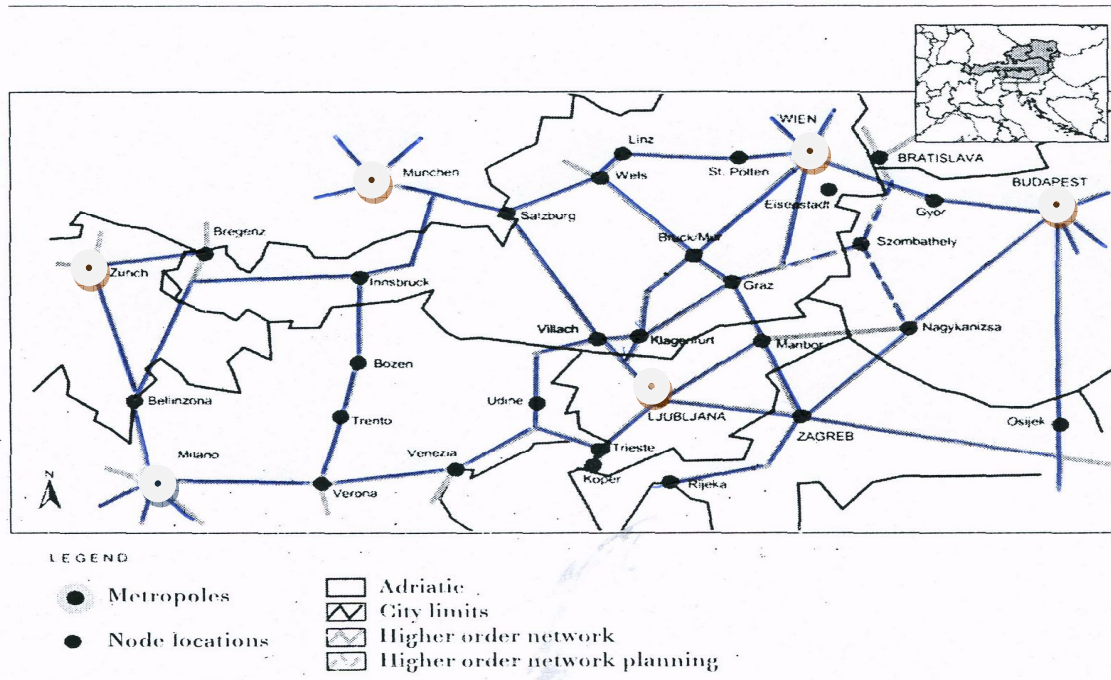 WIEN
Linz
BRATISLAVA
St. Polten
Munchen
Wels
BUDAPEST
Eisenstadt
Gyor
Salzburg
Bregenz
Bruck/Mur
Szombathely
Zurich
Innsbruck
Graz
Villach
Klagenfurt
Maribor
Nagykanizsa
Bozen
Bellinzona
Udine
Trento
LJUBLJANA
ZAGREB
Osijek
Milano
Venezia
Trieste
N
Koper
Rijeka
Verona
LEGEND
Metropoles
Node locations
Adriatic
City limits
Higher order network
Higher order network planning